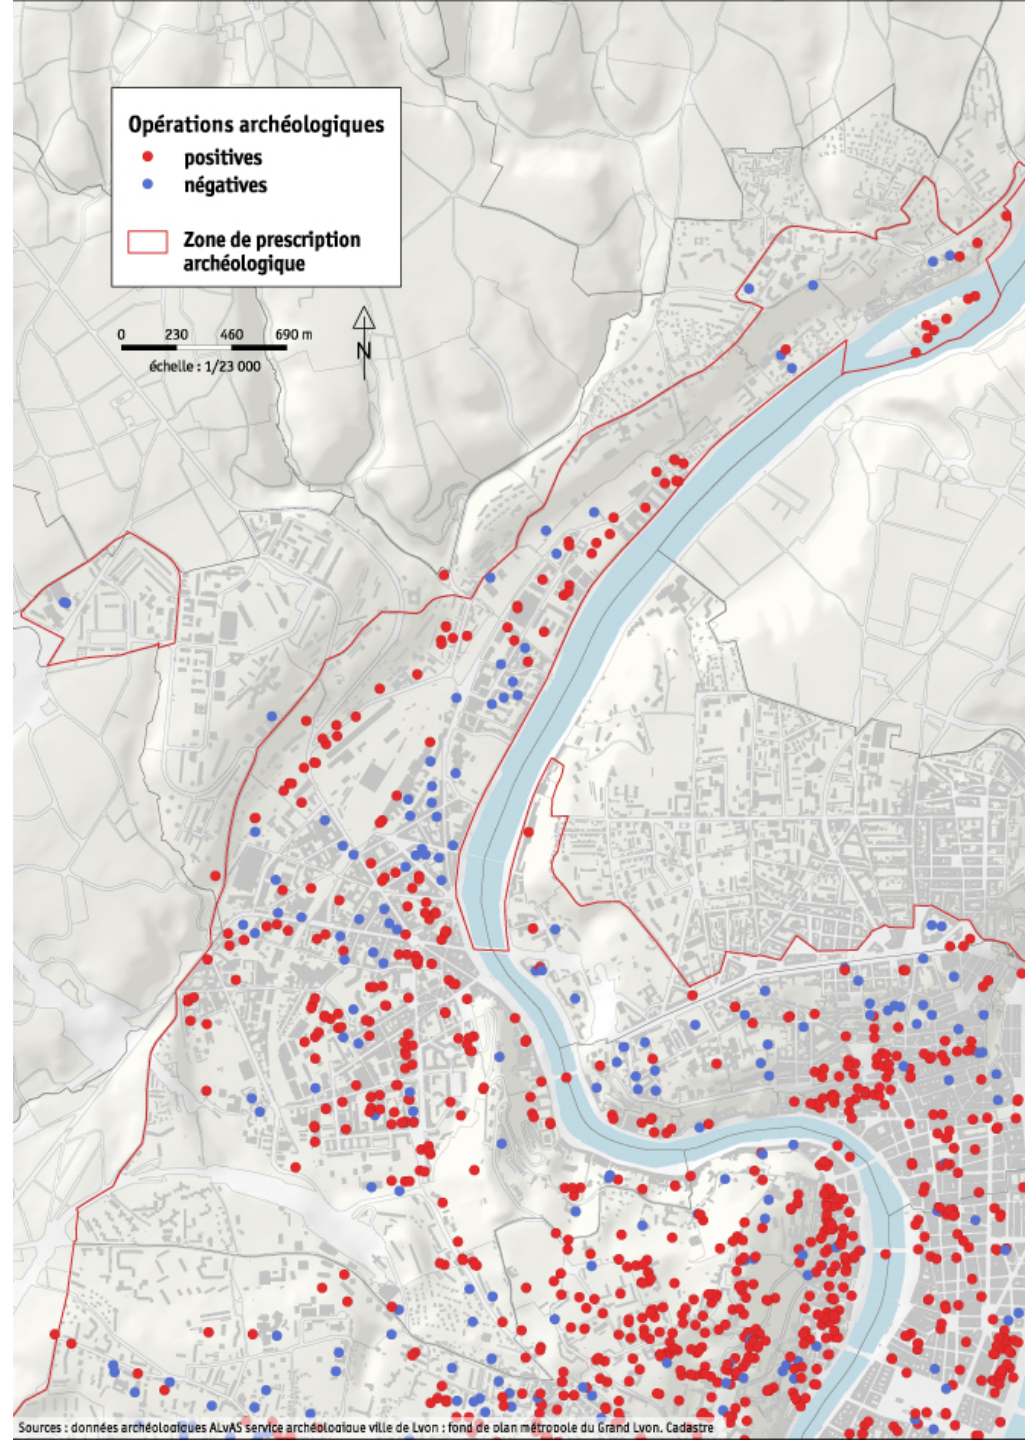 Opérations archéologiques
positives
négatives
Zone de prescription
archéologique
0 230 460 690 m
échelle : 1/23 000
N
Sources : données archéologiques ALvAS service archéologique ville de Lyon : fond de plan métropole du Grand Lyon. Cadastre